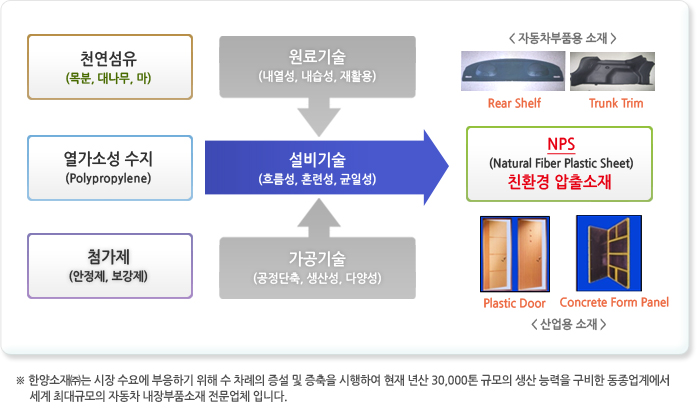 천연섬유
(목분, 대나무, 마)
열가소성 수지
(Polypropylene)
첨가제
(안정제, 보강제)
원료기술
(내열성, 내습성, 재활용)
설비기술
(흐름성, 혼련성, 균일성)
가공기술
(공정단축, 생산성, 다양성)
< 자동차부품용 소재 >
Rear Shelf
Trunk Trim
NPS
(Natural Fiber Plastic Sheet)
친환경 압출소재
Plastic Door
Concrete Form Panel
< 산업용 소재 >
※ 한양소재㈜는 시장 수요에 부응하기 위해 수 차례의 증설 및 증축을 시행하여 현재 년산 30,000톤 규모의 생산 능력을 구비한 동종업계에서
세계 최대규모의 자동차 내장부품소재 전문업체 입니다.